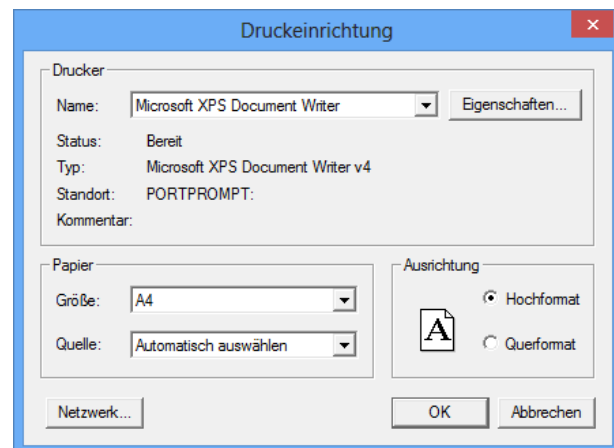 Druckeinrichtung
Drucker
Name: Microsoft XPS Document Writer Eigenschaften...
Status: Bereit
Typ: Microsoft XPS Document Writer v4
Standort: PORTPROMPT:
Kommentar:
Papier
Größe: A4
Quelle: Automatisch auswählen
Ausrichtung
A
Hochformat
Querformat
Netzwerk... OK Abbrechen